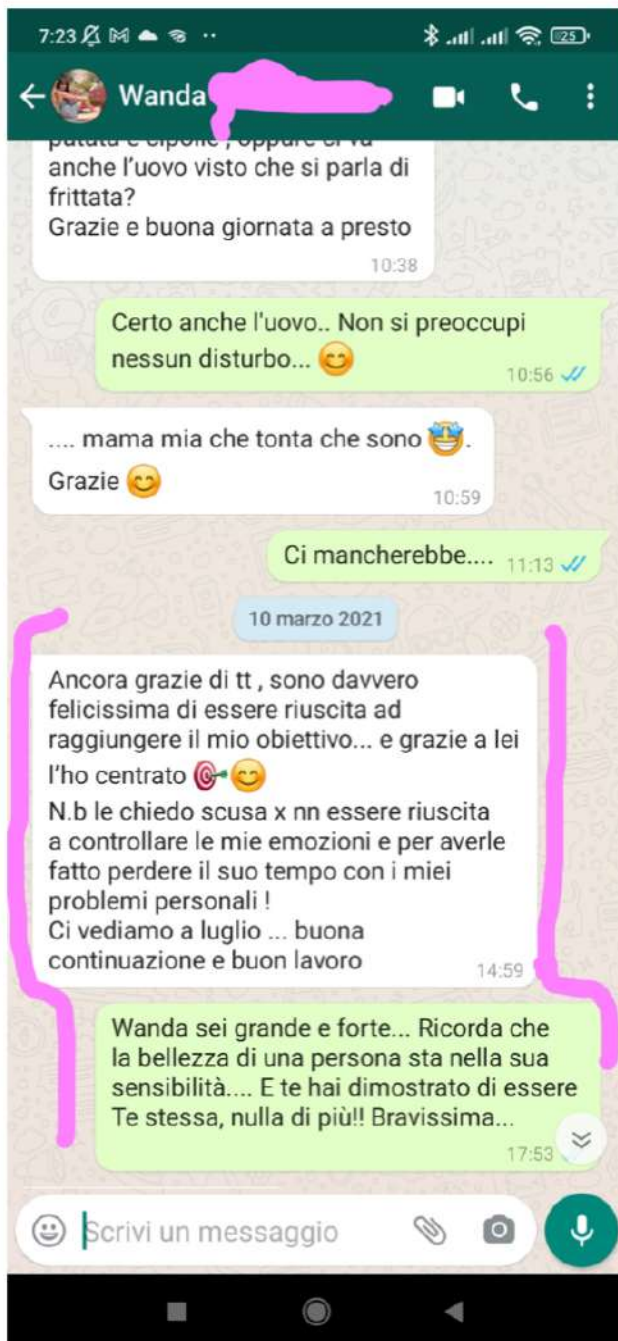 7:23
25
Wanda
anche l'uovo visto che si parla di
frittata?
Grazie e buona giornata a presto
10:38
Certo anche l'uovo.. Non si preoccupi
nessun disturbo... 😊
10:56
.... mama mia che tonta che sono 🤩.
Grazie 😊
10:59
Ci mancherebbe....
11:13
10 marzo 2021
Ancora grazie di tt , sono davvero
felicissima di essere riuscita ad
raggiungere il mio obiettivo... e grazie a lei
l'ho centrato 🎯😊
N.b le chiedo scusa x nn essere riuscita
a controllare le mie emozioni e per averle
fatto perdere il suo tempo con i miei
problemi personali !
Ci vediamo a luglio ... buona
continuazione e buon lavoro
14:59
Wanda sei grande e forte... Ricorda che
la bellezza di una persona sta nella sua
sensibilità.... E te hai dimostrato di essere
Te stessa, nulla di più!! Bravissima...
17:53
Scrivi un messaggio